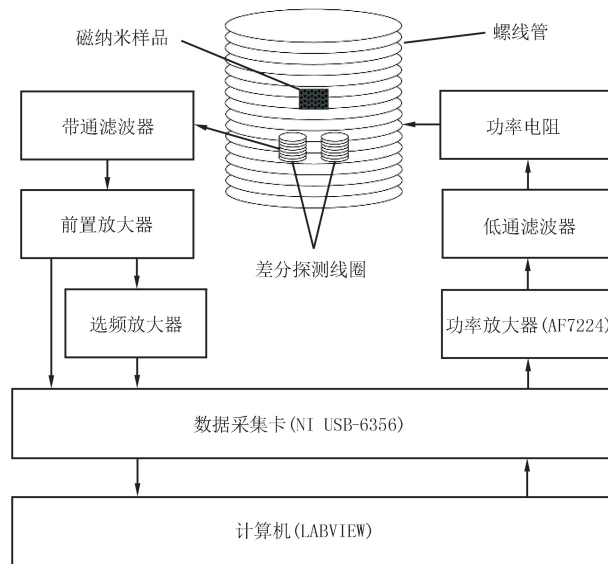 磁纳米样品
螺线管
带通滤波器
功率电阻
前置放大器
低通滤波器
差分探测线圈
选频放大器
功率放大器(AF7224)
数据采集卡(NI USB-6356)
计算机(LABVIEW)